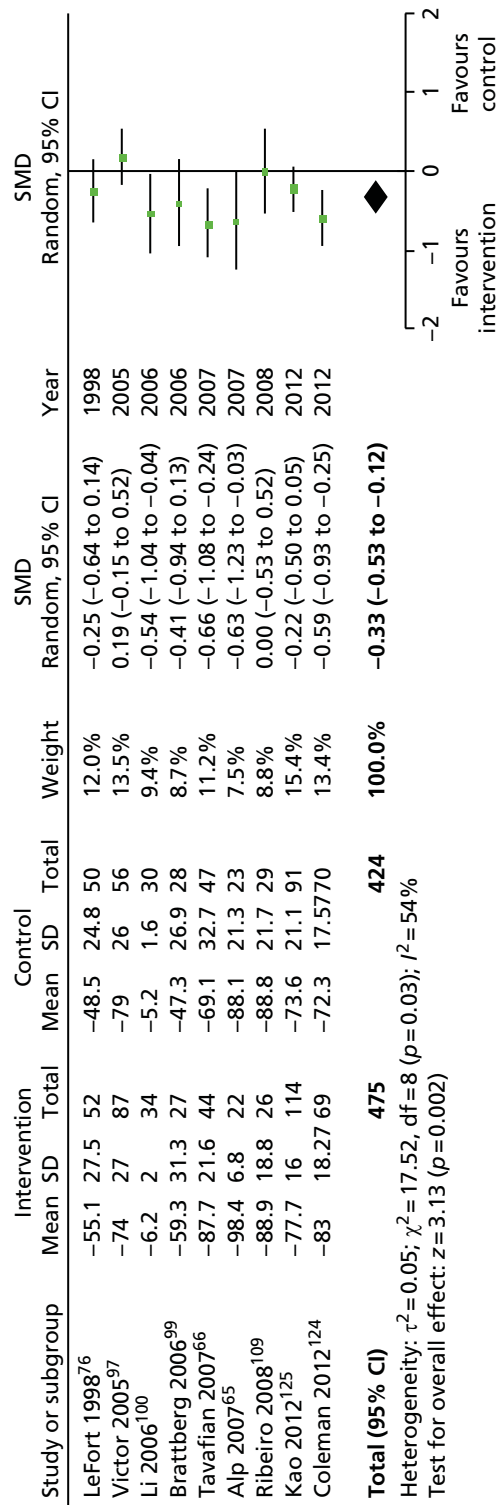 Intervention Control SMD SMD
Study or subgroup Mean SD Total Mean SD Total Weight Random, 95% CI Year Random, 95% CI
LeFort 1998⁷⁶ −55.1 27.5 52 −48.5 24.8 50 12.0% −0.25 (−0.64 to 0.14) 1998
Victor 2005⁹⁷ −74 27 87 −79 26 56 13.5% 0.19 (−0.15 to 0.52) 2005
Li 2006¹⁰⁰ −6.2 2 34 −5.2 1.6 30 9.4% −0.54 (−1.04 to −0.04) 2006
Brattberg 2006⁹⁹ −59.3 31.3 27 −47.3 26.9 28 8.7% −0.41 (−0.94 to 0.13) 2006
Tavafian 2007⁶⁶ −87.7 21.6 44 −69.1 32.7 47 11.2% −0.66 (−1.08 to −0.24) 2007
Alp 2007⁶⁵ −98.4 6.8 22 −88.1 21.3 23 7.5% −0.63 (−1.23 to −0.03) 2007
Ribeiro 2008¹⁰⁹ −88.9 18.8 26 −88.8 21.7 29 8.8% 0.00 (−0.53 to 0.52) 2008
Kao 2012¹²⁵ −77.7 16 114 −73.6 21.1 91 15.4% −0.22 (−0.50 to 0.05) 2012
Coleman 2012¹²⁴ −83 18.27 69 −72.3 17.57 70 13.4% −0.59 (−0.93 to −0.25) 2012
Total (95% CI) 475 424 100.0% −0.33 (−0.53 to −0.12)
Heterogeneity: τ²=0.05; χ²=17.52, df=8 (p=0.03); I²=54%
Test for overall effect: z=3.13 (p=0.002)
−2 −1 0 1 2
Favours Favours
intervention control